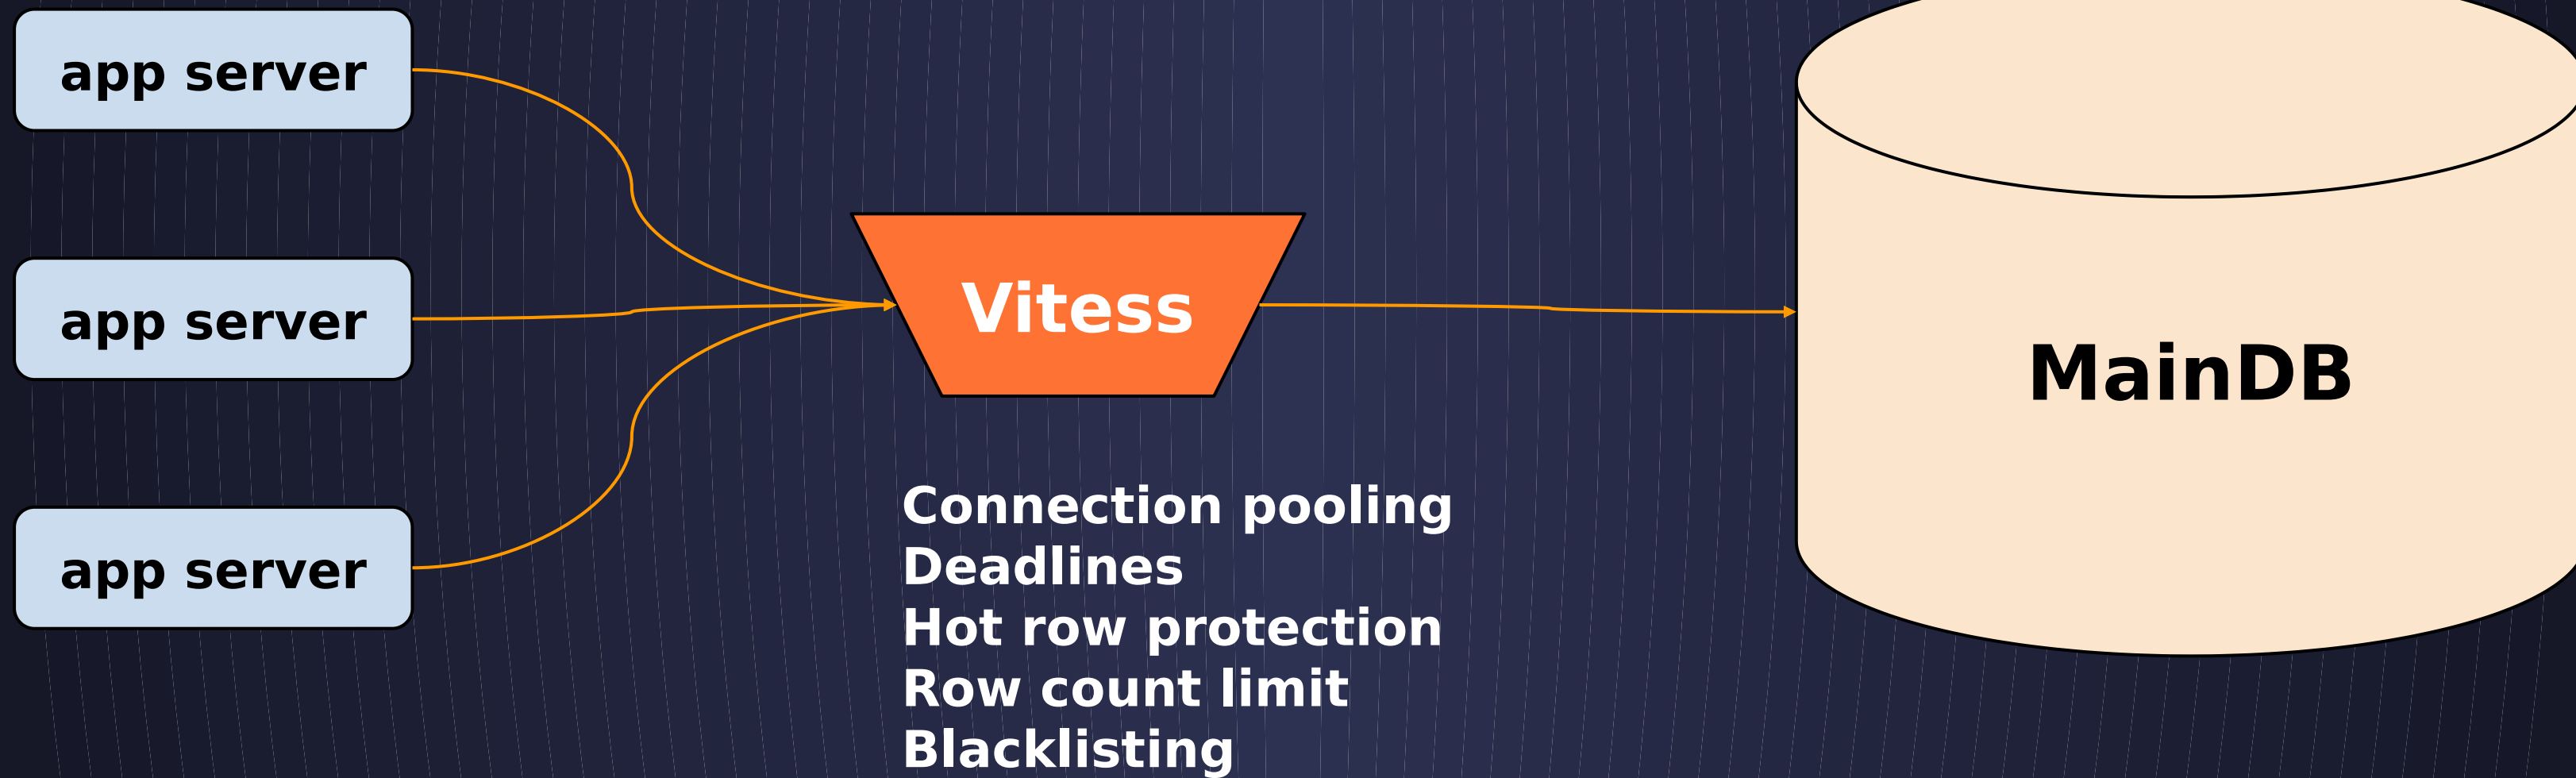 app server
app server
app server
Vitess
MainDB
Connection pooling
Deadlines
Hot row protection
Row count limit
Blacklisting